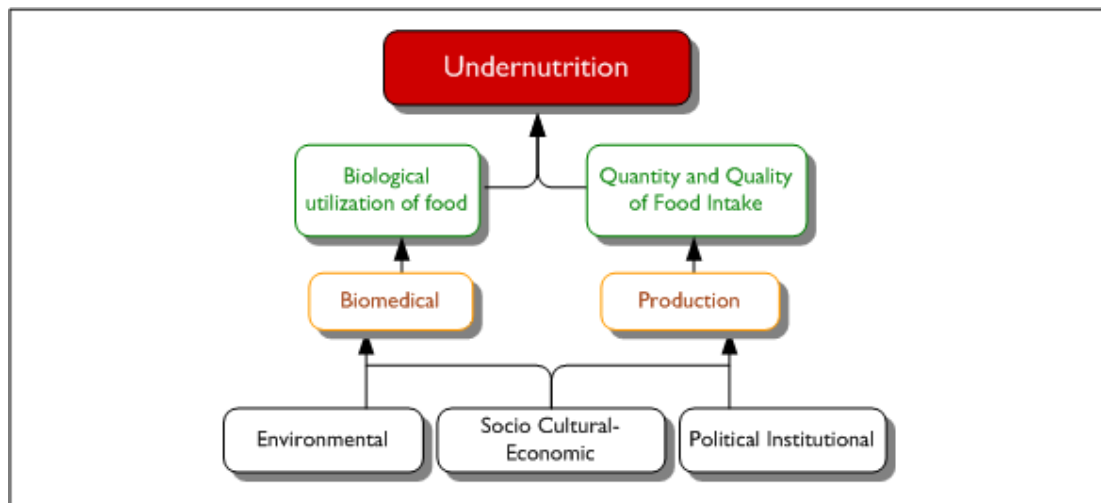 Undernutrition
Biological
utilization of food
Quantity and Quality
of Food Intake
Biomedical
Production
Environmental
Socio Cultural-
Economic
Political Institutional